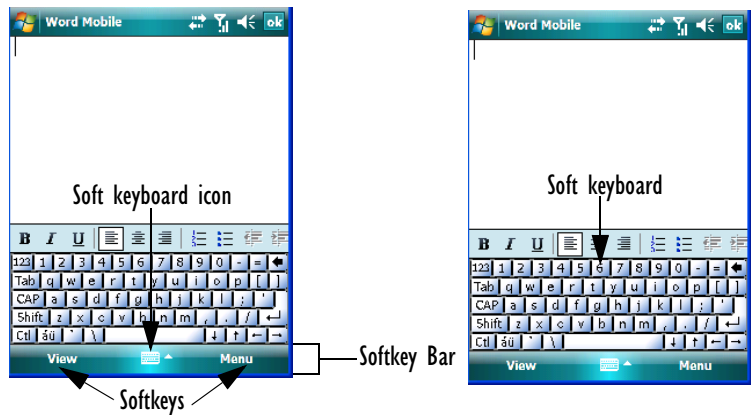 Word Mobile ok
Soft keyboard icon
B I U
123 1 2 3 4 5 6 7 8 9 0 - =
Tab q w e r t y u i o p [ ]
CAP a s d f g h j k l ; '
Shift z x c v b n m , . /
Ctl áü ` \
View Menu
Softkey Bar
Softkeys
Word Mobile ok
Soft keyboard
B I U
123 1 2 3 4 5 6 7 8 9 0 - =
Tab q w e r t y u i o p [ ]
CAP a s d f g h j k l ; '
Shift z x c v b n m , . /
Ctl áü ` \
View Menu